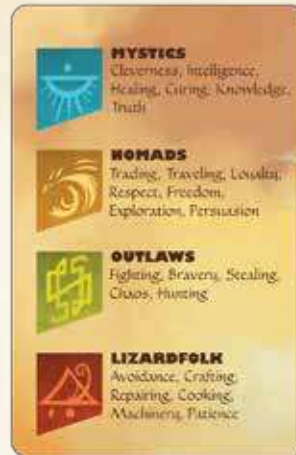 MYSTICS
Cleverness, Intelligence,
Healing, Curing, Knowledge,
Truth
NOMADS
Trading, Traveling, Loyalty,
Respect, Freedom,
Exploration, Persuasion
OUTLAWS
Fighting, Bravery, Stealing,
Chaos, Hunting
LIZARDFOLK
Avoidance, Crafting,
Repairing, Cooking,
Machinery, Patience